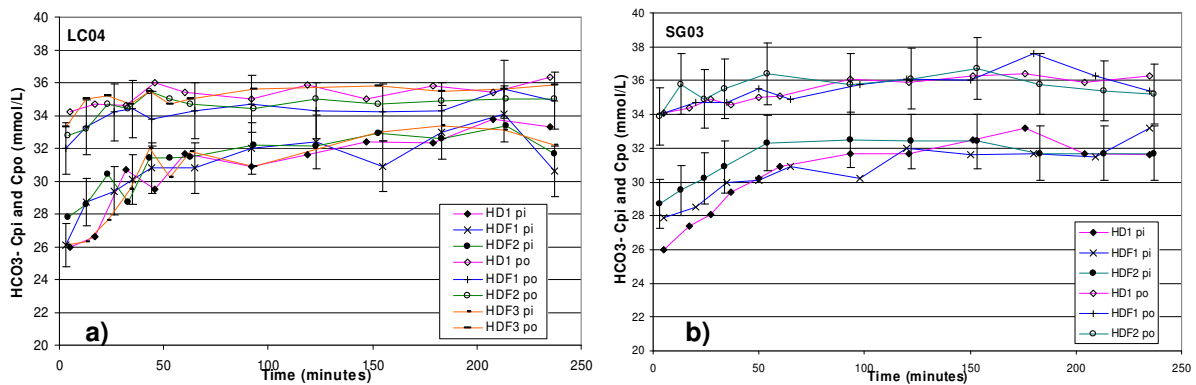 LC04
HCO3- Cpi and Cpo (mmol/L)
40
38
36
34
32
30
28
26
24
22
20
0
50
100
150
200
250
Time (minutes)
a)
HD1 pi
HDF1 pi
HDF2 pi
HD1 po
HDF1 po
HDF2 po
HDF3 pi
HDF3 po
SG03
HCO3- Cpi and Cpo (mmol/L)
40
38
36
34
32
30
28
26
24
22
20
0
50
100
150
200
250
Time (minutes)
b)
HD1 pi
HDF1 pi
HDF2 pi
HD1 po
HDF1 po
HDF2 po